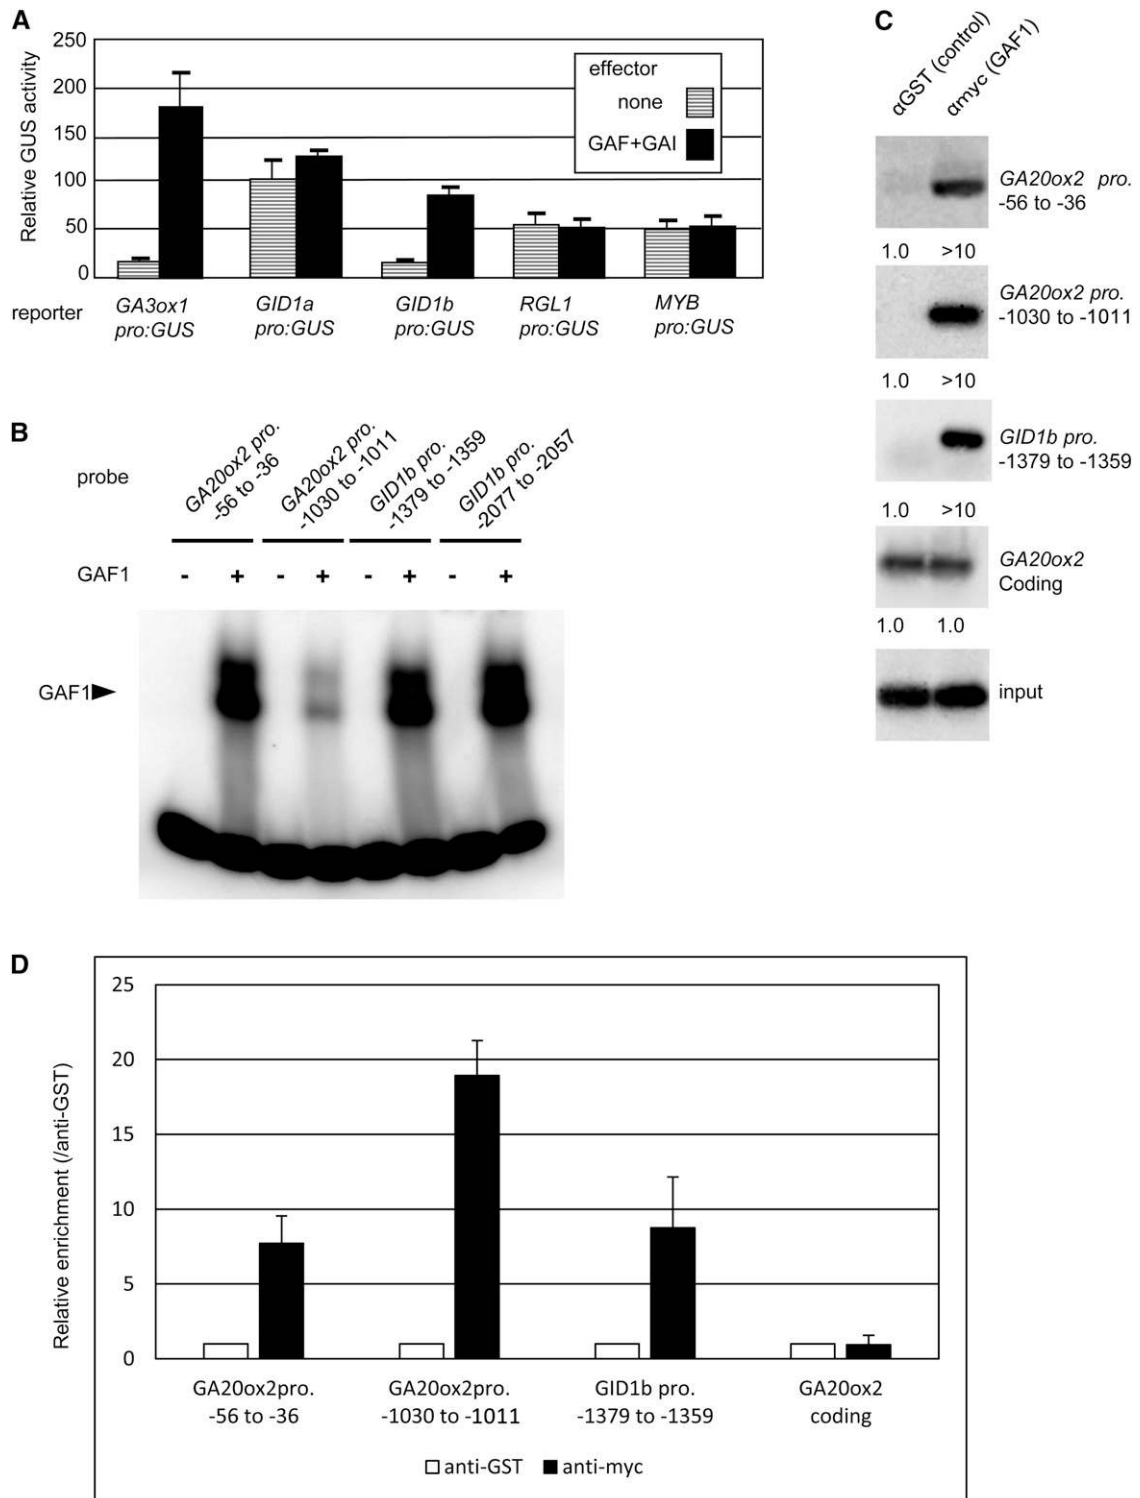 A
Relative GUS activity
250
200
150
100
50
0
effector
none
GAF+GAI
reporter
GA3ox1
pro:GUS
GID1a
pro:GUS
GID1b
pro:GUS
RGL1
pro:GUS
MYB
pro:GUS
B
probe
GA20ox2 pro.
-56 to -36
GA20ox2 pro.
-1030 to -1011
GID1b pro.
-1379 to -1359
GID1b pro.
-2077 to -2057
GAF1
- + - + - + - +
GAF1
C
αGST (control)
αmyc (GAF1)
GA20ox2 pro.
-56 to -36
1.0 >10
GA20ox2 pro.
-1030 to -1011
1.0 >10
GID1b pro.
-1379 to -1359
1.0 >10
GA20ox2
Coding
1.0 1.0
input
D
Relative enrichment (/anti-GST)
25
20
15
10
5
0
GA20ox2pro.
-56 to -36
GA20ox2pro.
-1030 to -1011
GID1b pro.
-1379 to -1359
GA20ox2
coding
anti-GST anti-myc